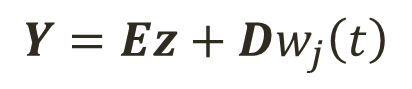 Y = Ez + Dw_j(t)